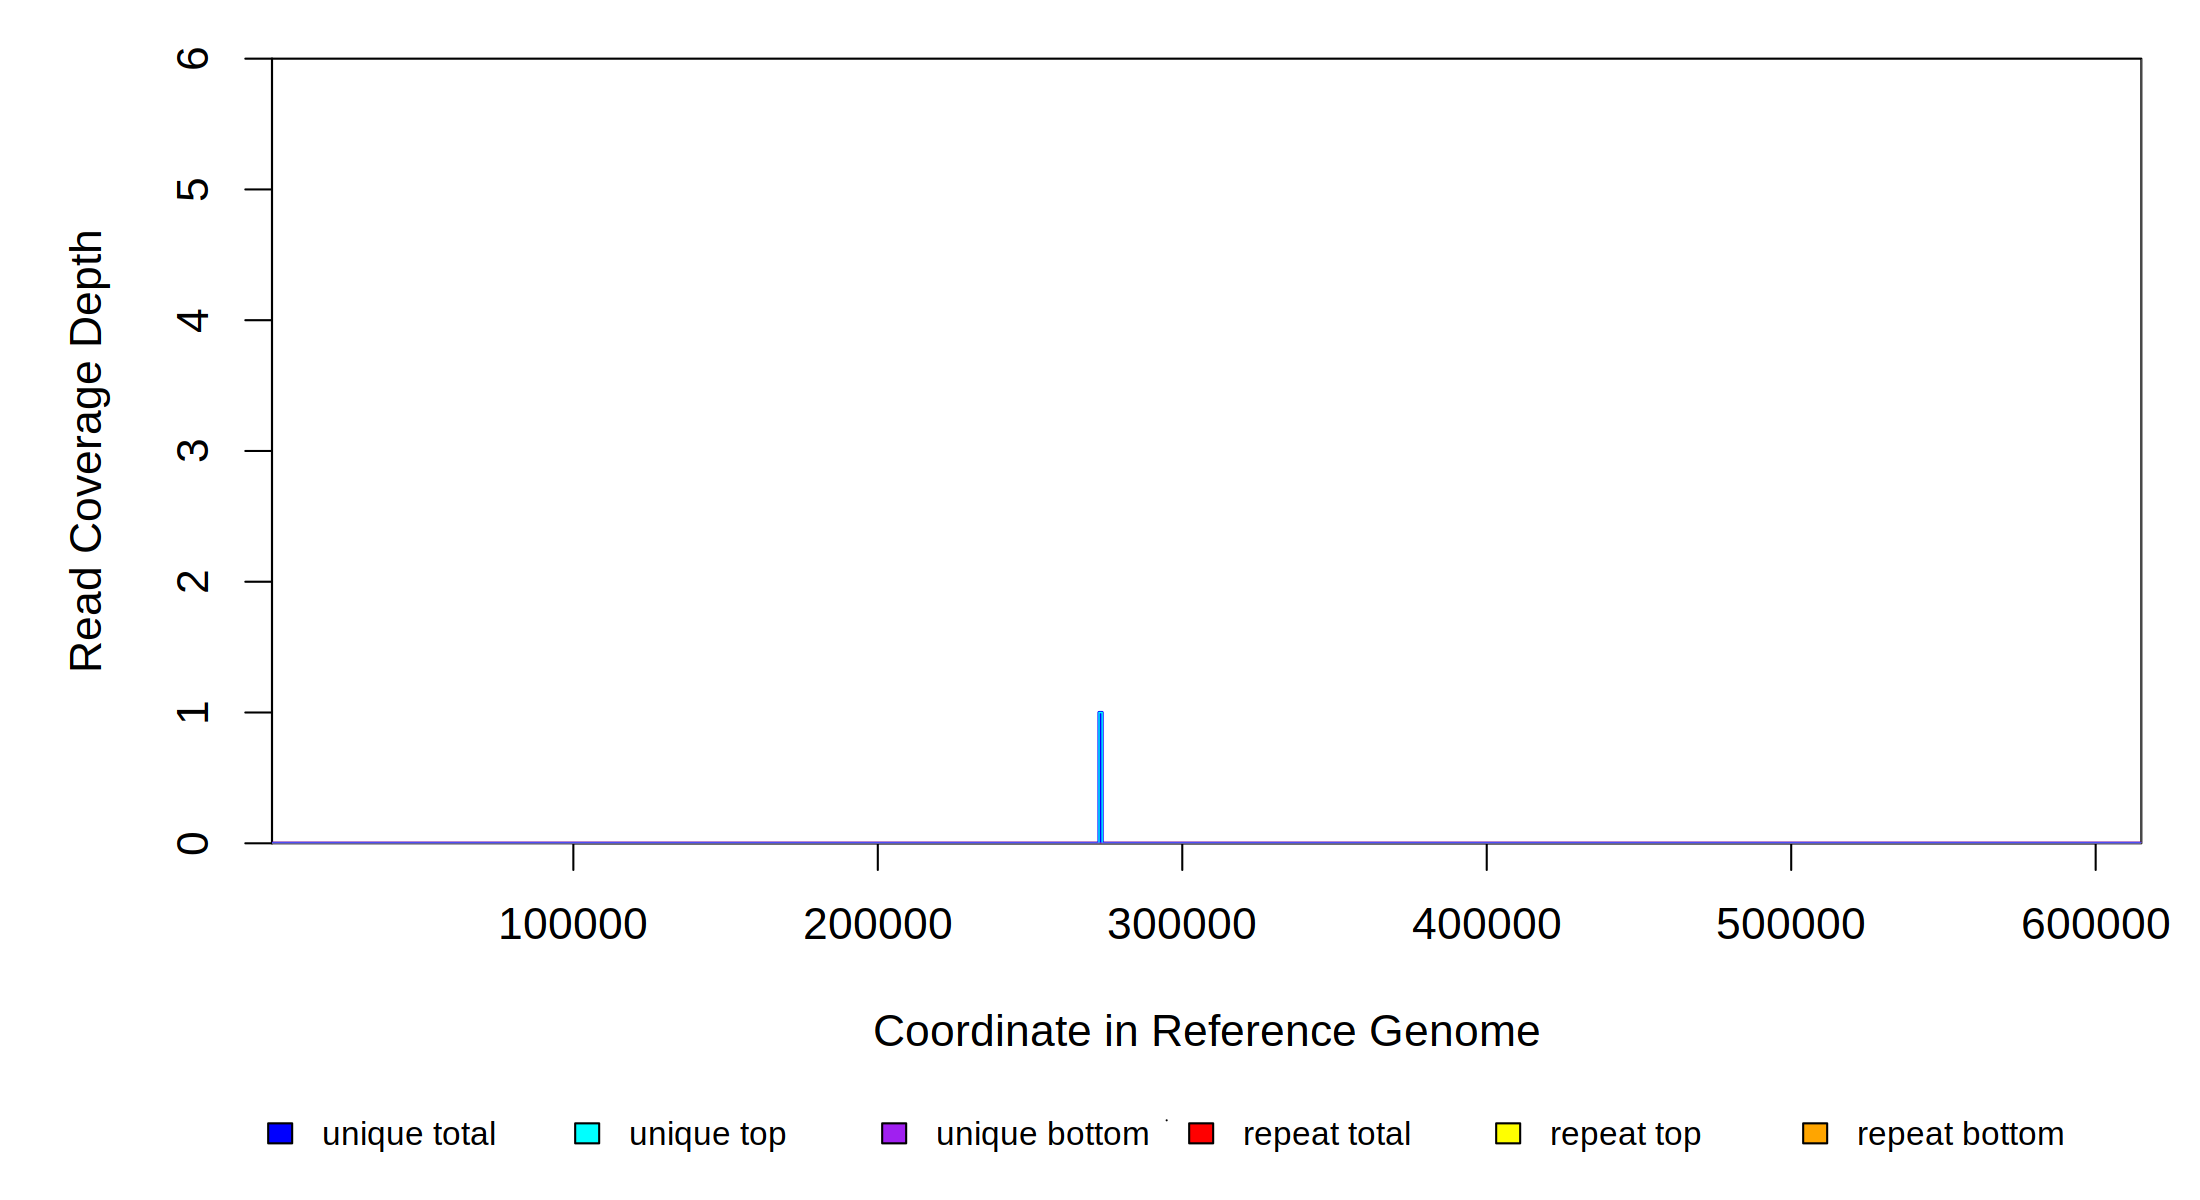 6
5
4
3
2
1
0
Read Coverage Depth
100000 200000 300000 400000 500000 600000
Coordinate in Reference Genome
unique total unique top unique bottom repeat total repeat top repeat bottom